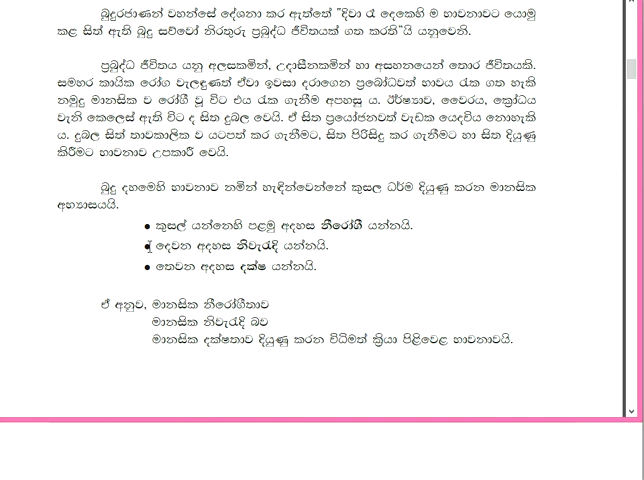 බුදුරජාණන් වහන්සේ දේශනා කර ඇත්තේ "දිවා රෑ දෙකෙහි ම භාවනාවට යොමු
කළ සිත් ඇති බුදු සව්වෝ නිරතුරු ප්‍රබුද්ධ ජීවිතයක් ගත කරති"යි යනුවෙනි.
ප්‍රබුද්ධ ජීවිතය යනු අලසකමින්, උදාසීනකමින් හා අසහනයෙන් තොර ජීවිතයකි.
සමහර කායික රෝග වැලඳුණත් ඒවා ඉවසා දරාගෙන ප්‍රබෝධවත් භාවය රැක ගත හැකි
නමුදු මානසික ව රෝගී වූ විට එය රැක ගැනීම අපහසු ය. ඊර්ෂ්‍යාව, වෛරය, ක්‍රෝධය
වැනි කෙලෙස් ඇති විට ද සිත දුබල වෙයි. ඒ සිත ප්‍රයෝජනවත් වැඩක යෙදවිය නොහැකි
ය. දුබල සිත් තාවකාලික ව යටපත් කර ගැනීමට, සිත පිරිසිදු කර ගැනීමට හා සිත දියුණු
කිරීමට භාවනාව උපකාරී වෙයි.
බුදු දහමෙහි භාවනාව නමින් හැඳින්වෙන්නේ කුසල ධර්ම දියුණු කරන මානසික
අභ්‍යාසයයි.
● කුසල් යන්නෙහි පළමු අදහස නීරෝගී යන්නයි.
● දෙවන අදහස නිවැරැදි යන්නයි.
● තෙවන අදහස දක්ෂ යන්නයි.
ඒ අනුව, මානසික නීරෝගීතාව
මානසික නිවැරැදි බව
මානසික දක්ෂතාව දියුණු කරන විධිමත් ක්‍රියා පිළිවෙළ භාවනාවයි.